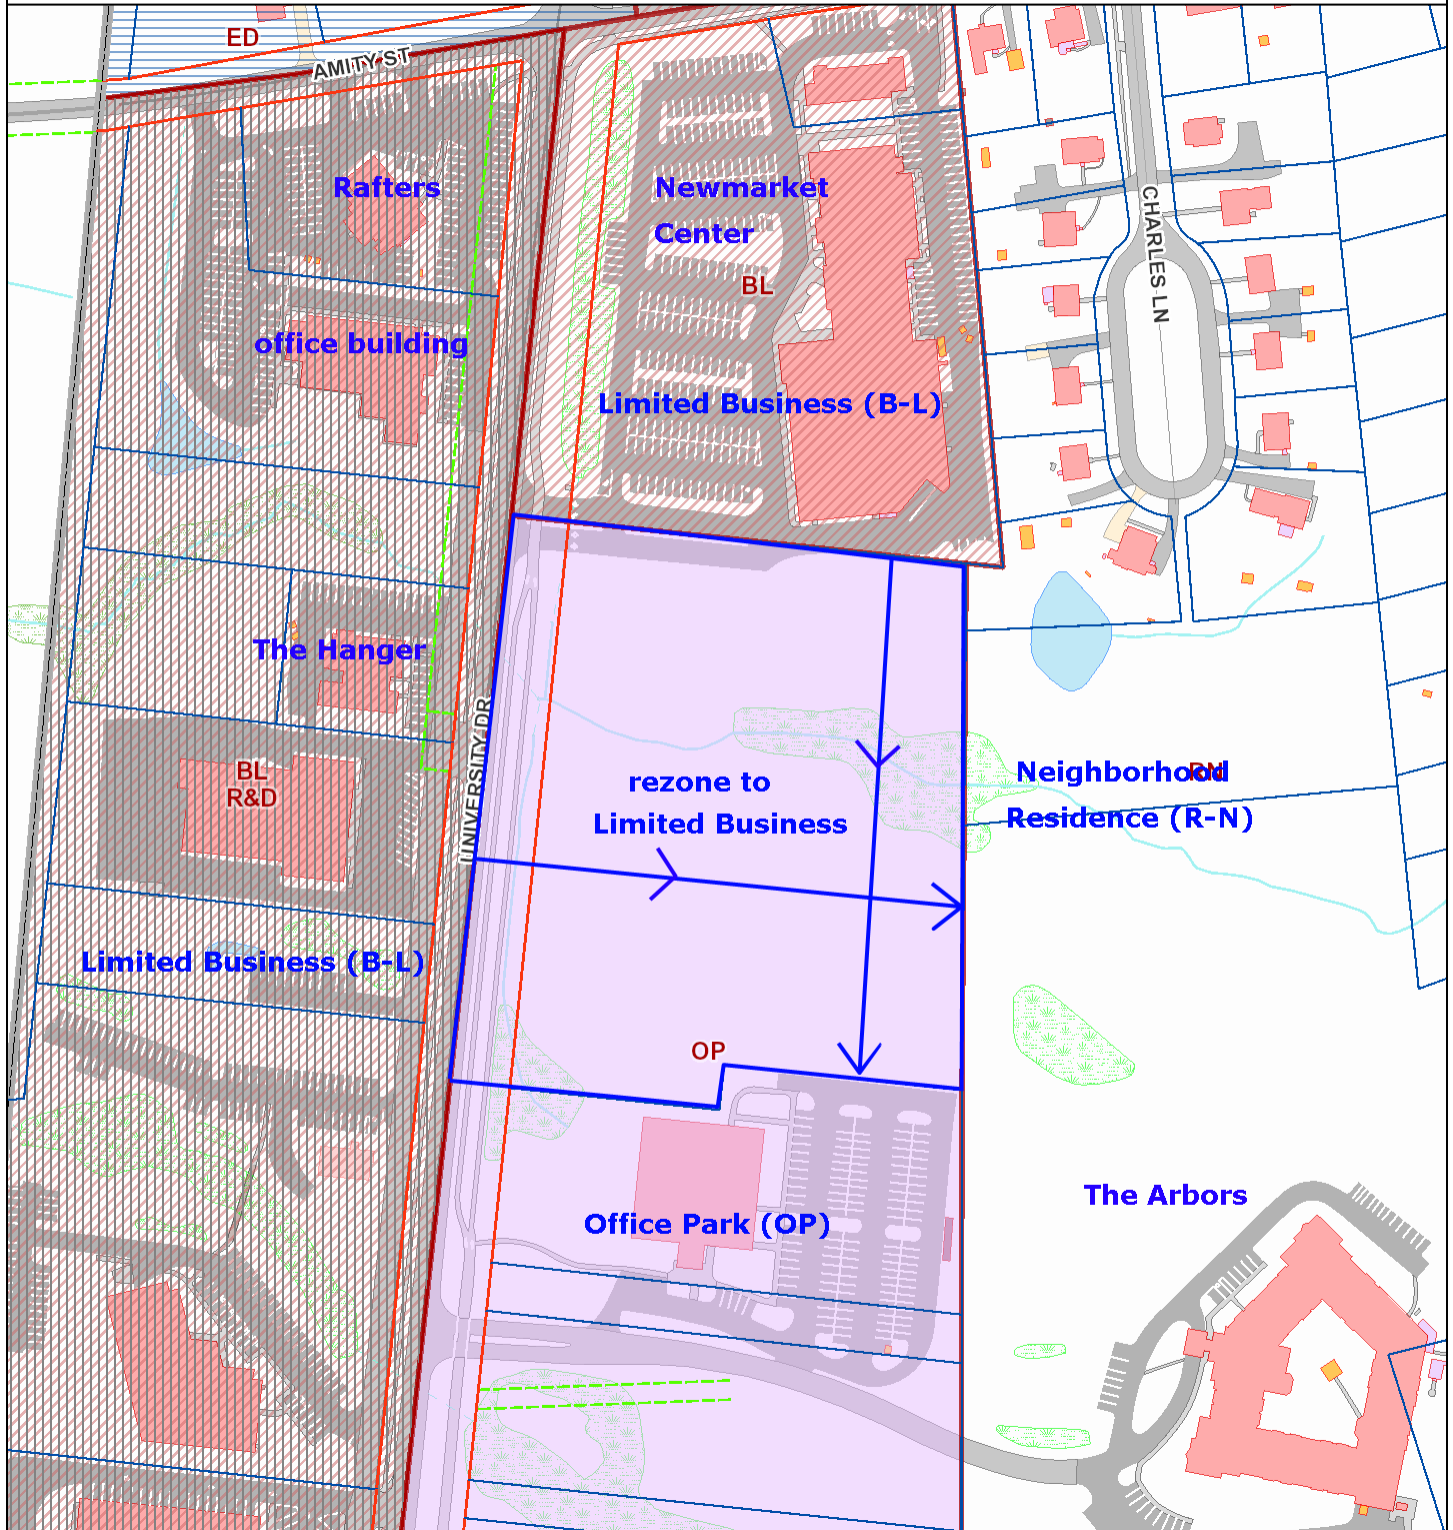 ED
AMITY ST
Rafters
Newmarket
Center
BL
CHARLES LN
office building
Limited Business (B-L)
The Hanger
UNIVERSITY DR
BL
R&D
rezone to
Limited Business
Neighborhood
RN
Residence (R-N)
Limited Business (B-L)
OP
The Arbors
Office Park (OP)